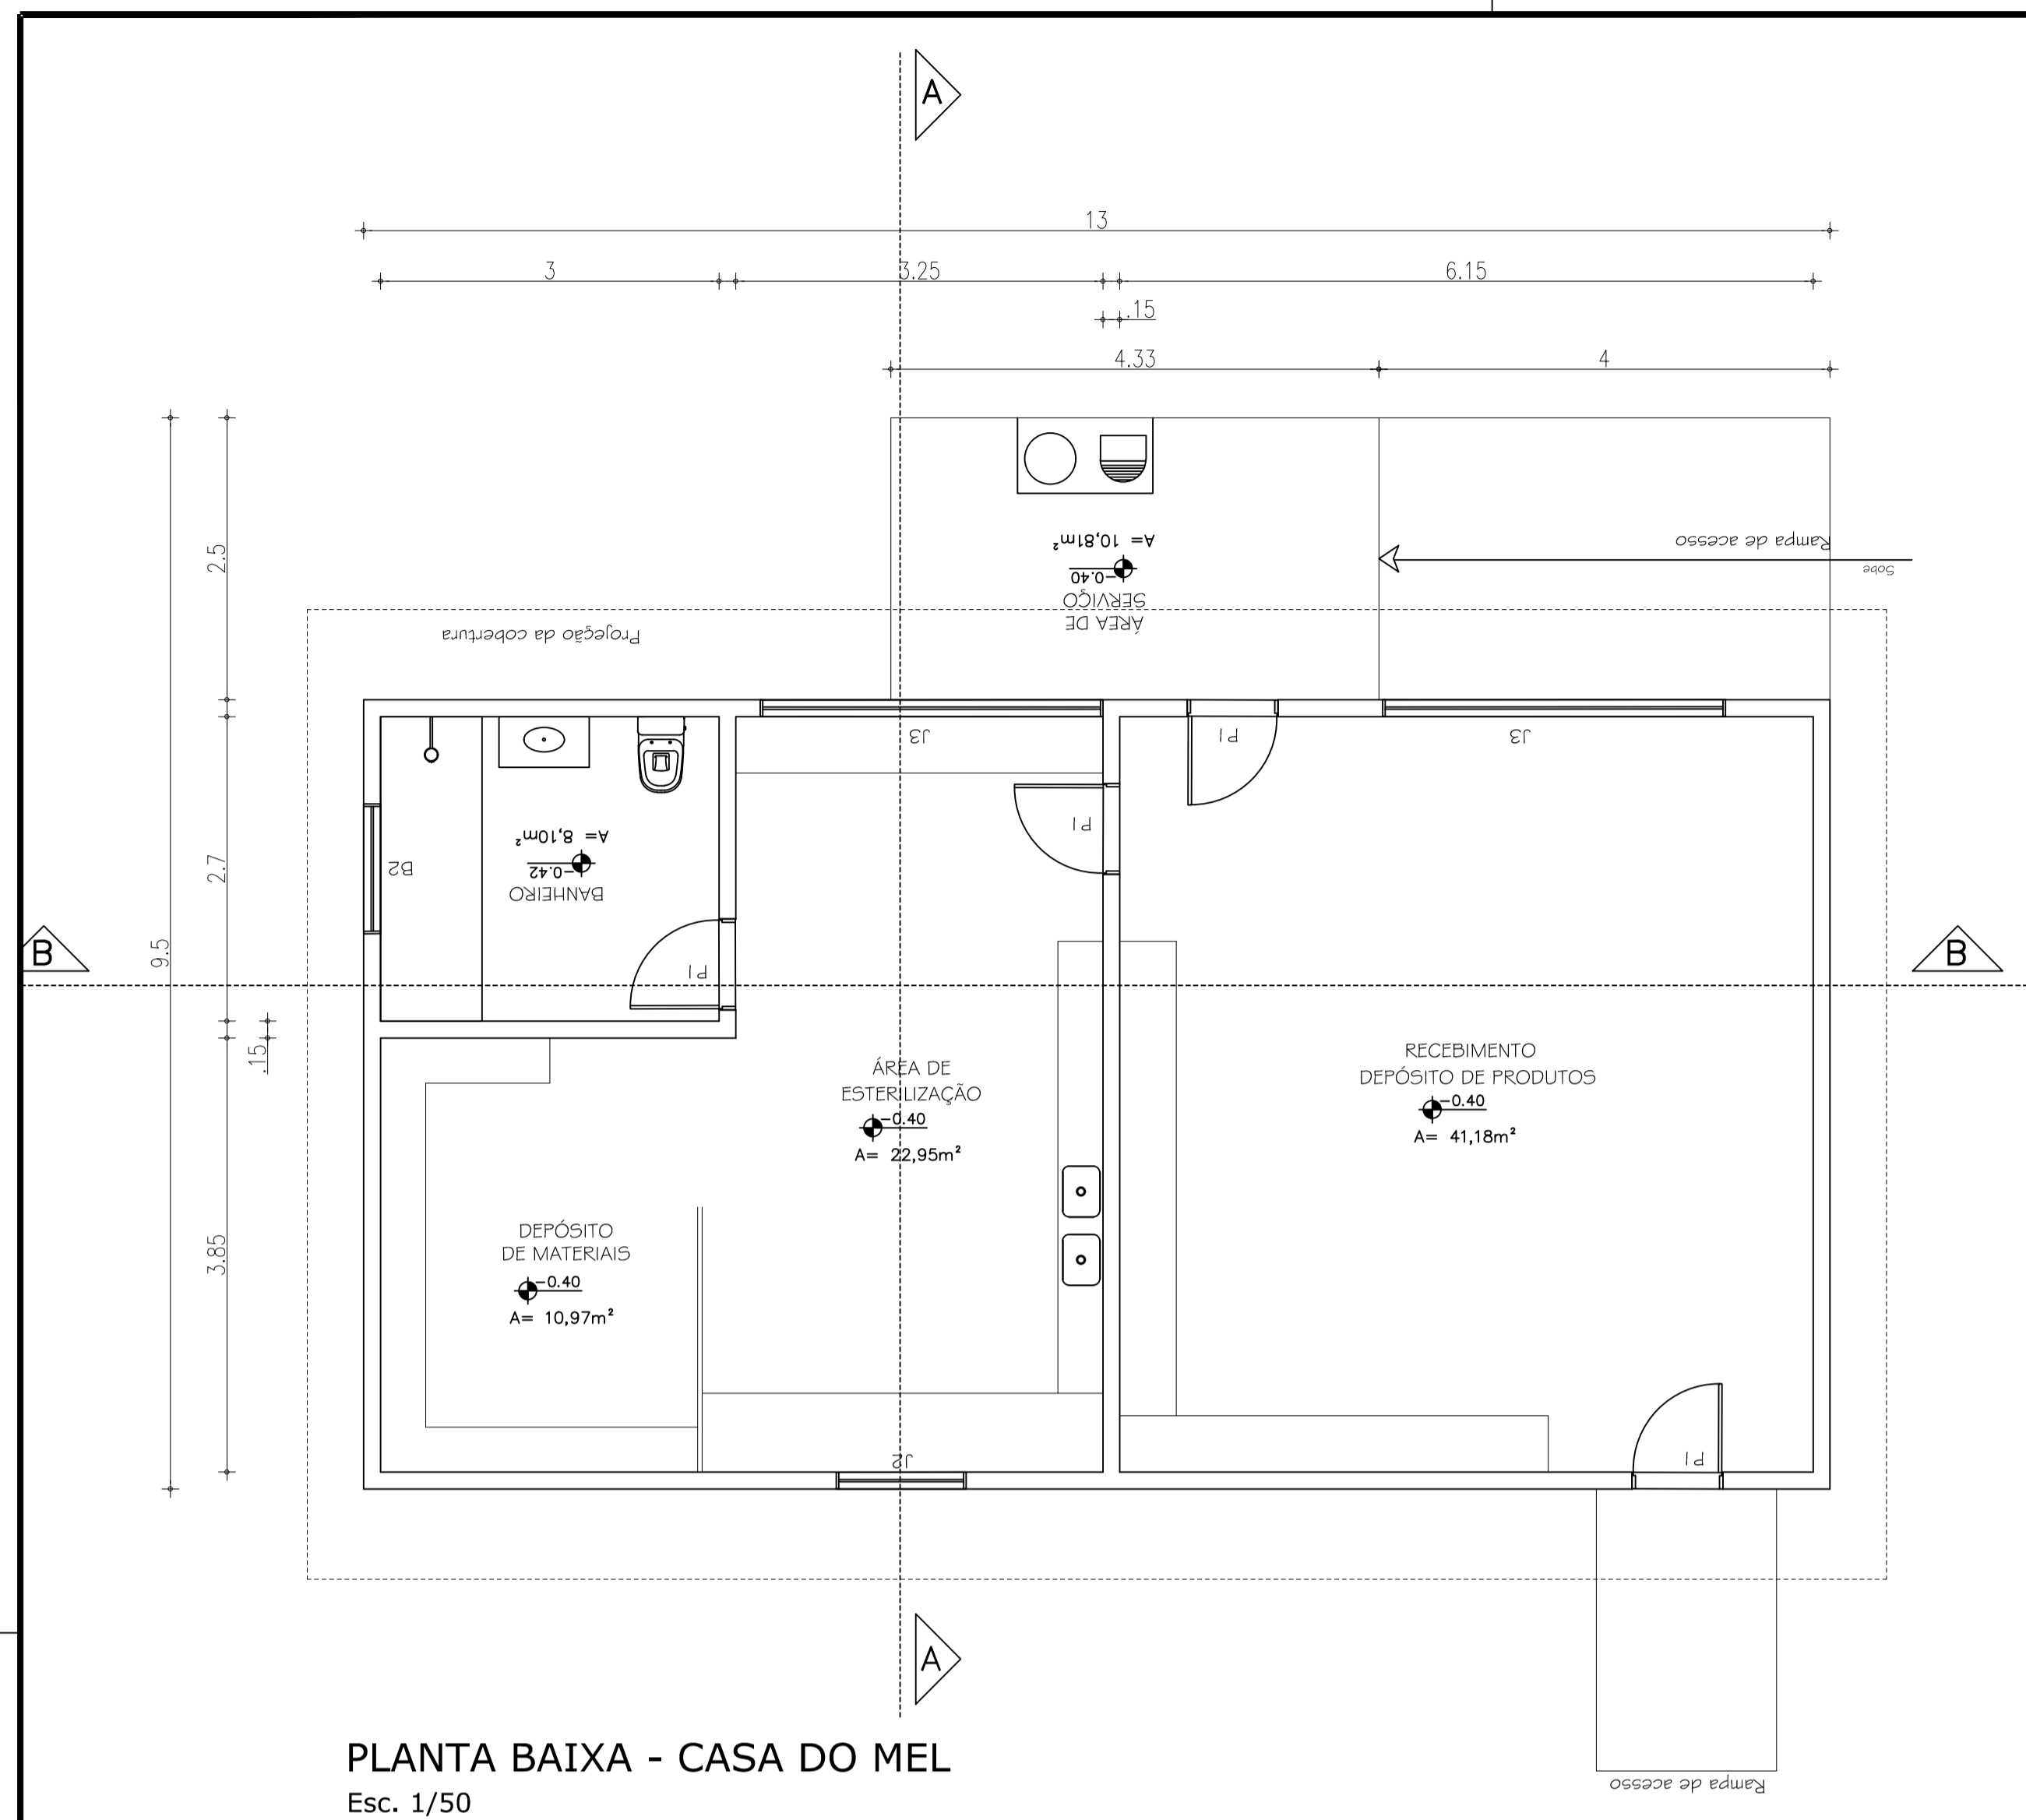 A
13
3
3.25
6.15
.15
4.33
4
2.5
2.7
9.5
.15
3.85
A= 10,81m²
-0.40
SERVIÇO
ÁREA DE
Rampa de acesso
Sobe
Projeção da cobertura
J3
P1
J3
P1
A= 8,10m²
-0.42
BANHEIRO
B2
P1
B
B
ÁREA DE
ESTERILIZAÇÃO
-0.40
A= 22,95m²
RECEBIMENTO
DEPÓSITO DE PRODUTOS
-0.40
A= 41,18m²
DEPÓSITO
DE MATERIAIS
-0.40
A= 10,97m²
J2
P1
A
Rampa de acesso
PLANTA BAIXA - CASA DO MEL
Esc. 1/50